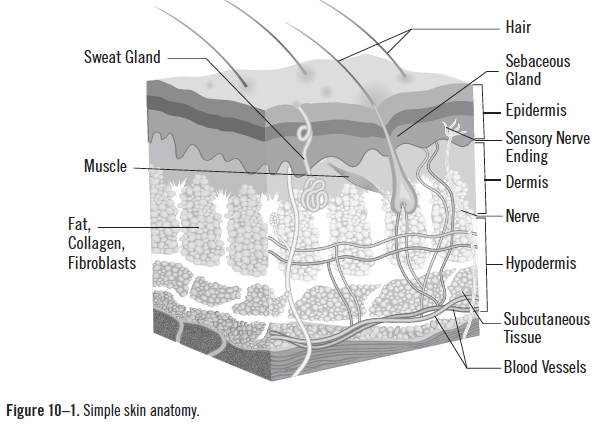 Hair
Sweat Gland
Sebaceous
Gland
Epidermis
Sensory Nerve
Ending
Muscle
Dermis
Nerve
Fat,
Collagen,
Fibroblasts
Hypodermis
Subcutaneous
Tissue
Blood Vessels
Figure 10–1. Simple skin anatomy.